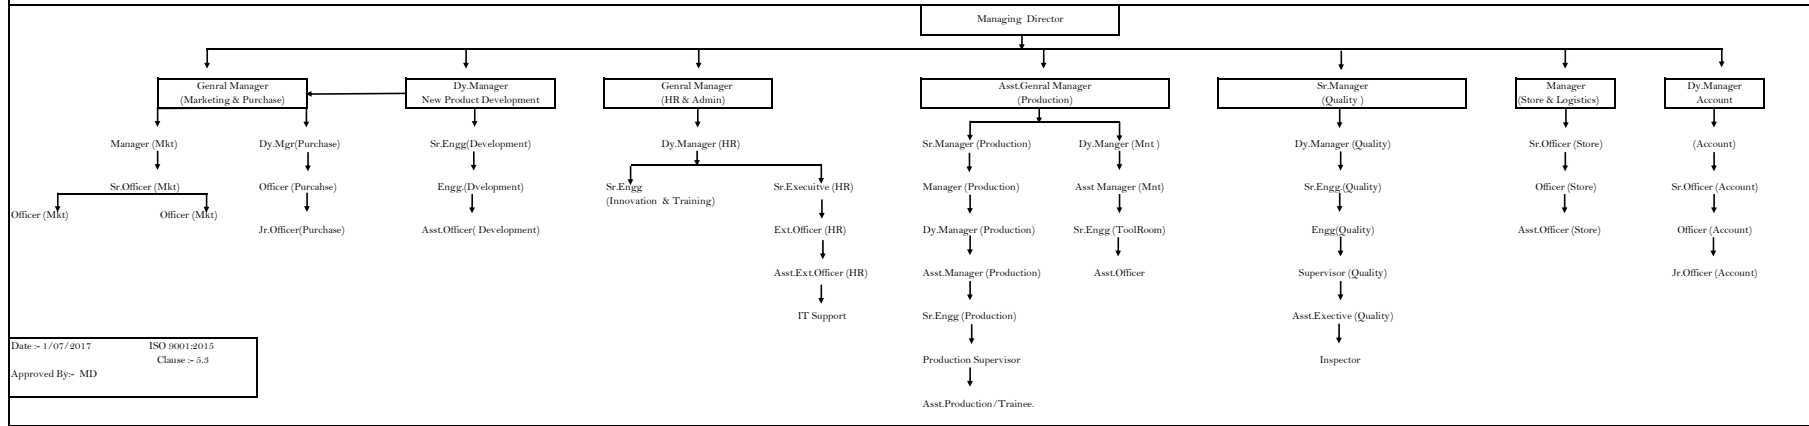 Managing Director
Genral Manager
(Marketing & Purchase)
Dy.Manager
New Product Development
Genral Manager
(HR & Admin)
Asst.Genral Manager
(Production)
Sr.Manager
(Quality )
Manager
(Store & Logistics)
Dy.Manager
Account
Manager (Mkt)
Dy.Mgr(Purchase)
Sr.Engg(Development)
Dy.Manager (HR)
Sr.Manager (Production)
Dy.Manger (Mnt )
Dy.Manager (Quality)
Sr.Officer (Store)
(Account)
Sr.Officer (Mkt)
Officer (Purcahse)
Engg.(Dvelopment)
Sr.Engg
(Innovation & Training)
Sr.Execuitve (HR)
Manager (Production)
Asst Manager (Mnt)
Sr.Engg.(Quality)
Officer (Store)
Sr.Officer (Account)
Officer (Mkt)
Officer (Mkt)
Jr.Officer(Purchase)
Asst.Officer( Development)
Ext.Officer (HR)
Dy.Manager (Production)
Sr.Engg (ToolRoom)
Engg(Quality)
Asst.Officer (Store)
Officer (Account)
Asst.Ext.Officer (HR)
Asst.Manager (Production)
Asst.Officer
Supervisor (Quality)
Jr.Officer (Account)
IT Support
Sr.Engg (Production)
Asst.Exective (Quality)
Date :- 1/07/2017 ISO 9001:2015
Clause :- 5.3
Production Supervisor
Inspector
Approved By:- MD
Asst.Production/Trainee.